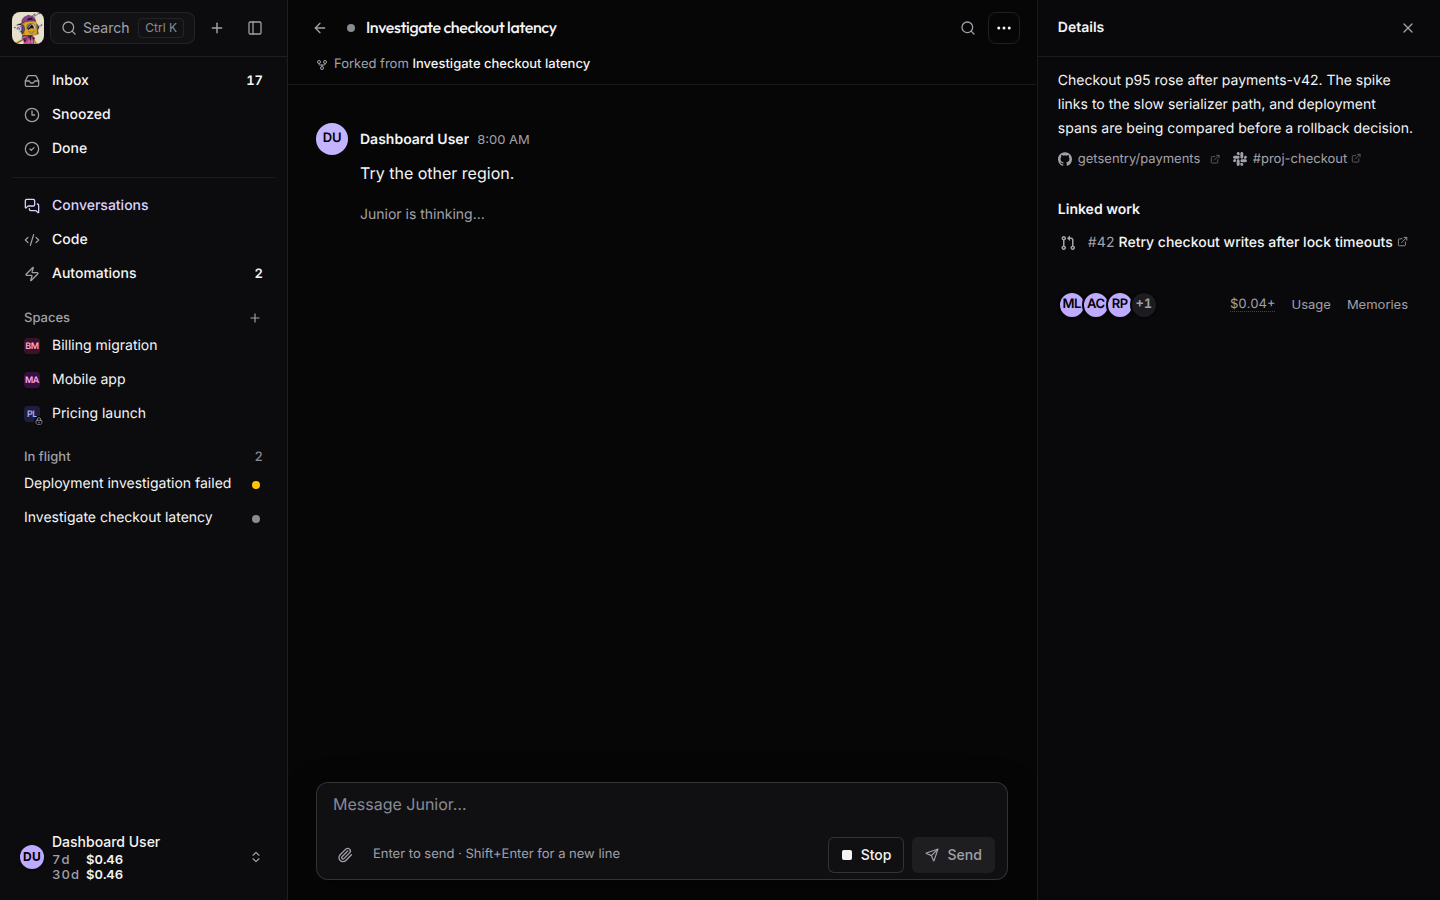 Search Ctrl K
Inbox 17
Snoozed
Done
Conversations
Code
Automations 2
Spaces
BM Billing migration
MA Mobile app
PL Pricing launch
In flight 2
Deployment investigation failed
Investigate checkout latency
DU Dashboard User
7d $0.46
30d $0.46
Investigate checkout latency
Forked from Investigate checkout latency
DU Dashboard User 8:00 AM
Try the other region.
Junior is thinking...
Message Junior...
Enter to send · Shift+Enter for a new line
Stop
Send
Details
Checkout p95 rose after payments-v42. The spike
links to the slow serializer path, and deployment
spans are being compared before a rollback decision.
getsentry/payments #proj-checkout
Linked work
#42 Retry checkout writes after lock timeouts
ML AC RP +1 $0.04+ Usage Memories